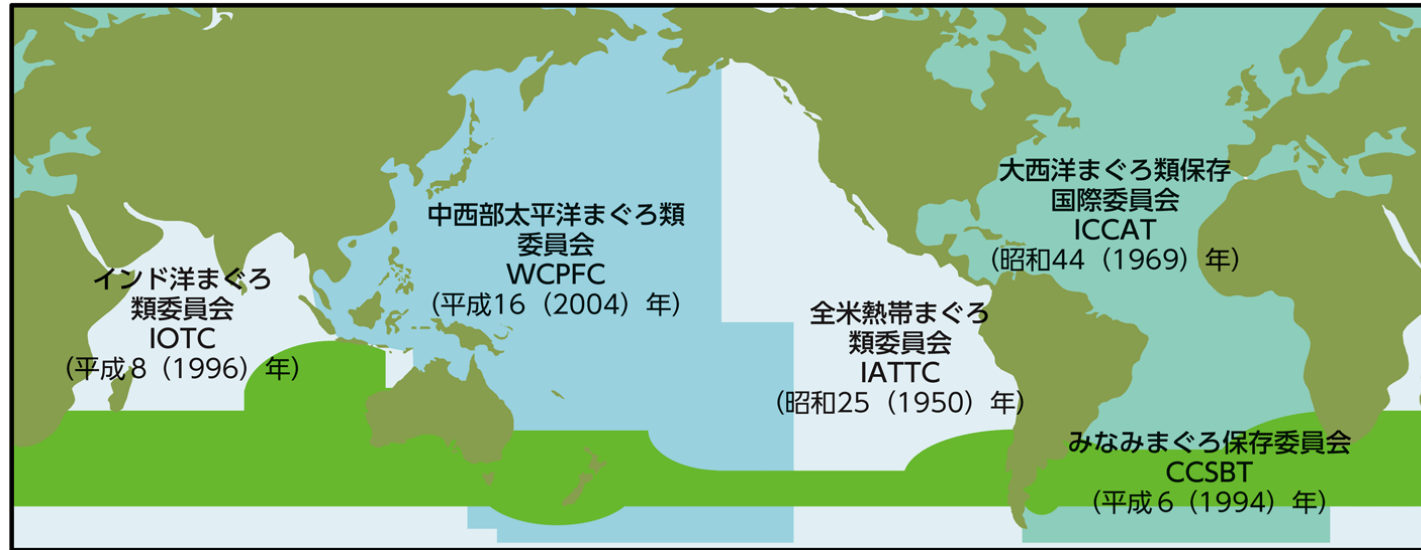 インド洋まぐろ
類委員会
IOTC
(平成8(1996)年)
中西部太平洋まぐろ類
委員会
WCPFC
(平成16(2004)年)
全米熱帯まぐろ
類委員会
IATTC
(昭和25(1950)年)
大西洋まぐろ類保存
国際委員会
ICCAT
(昭和44(1969)年)
みなみまぐろ保存委員会
CCSBT
(平成6(1994)年)